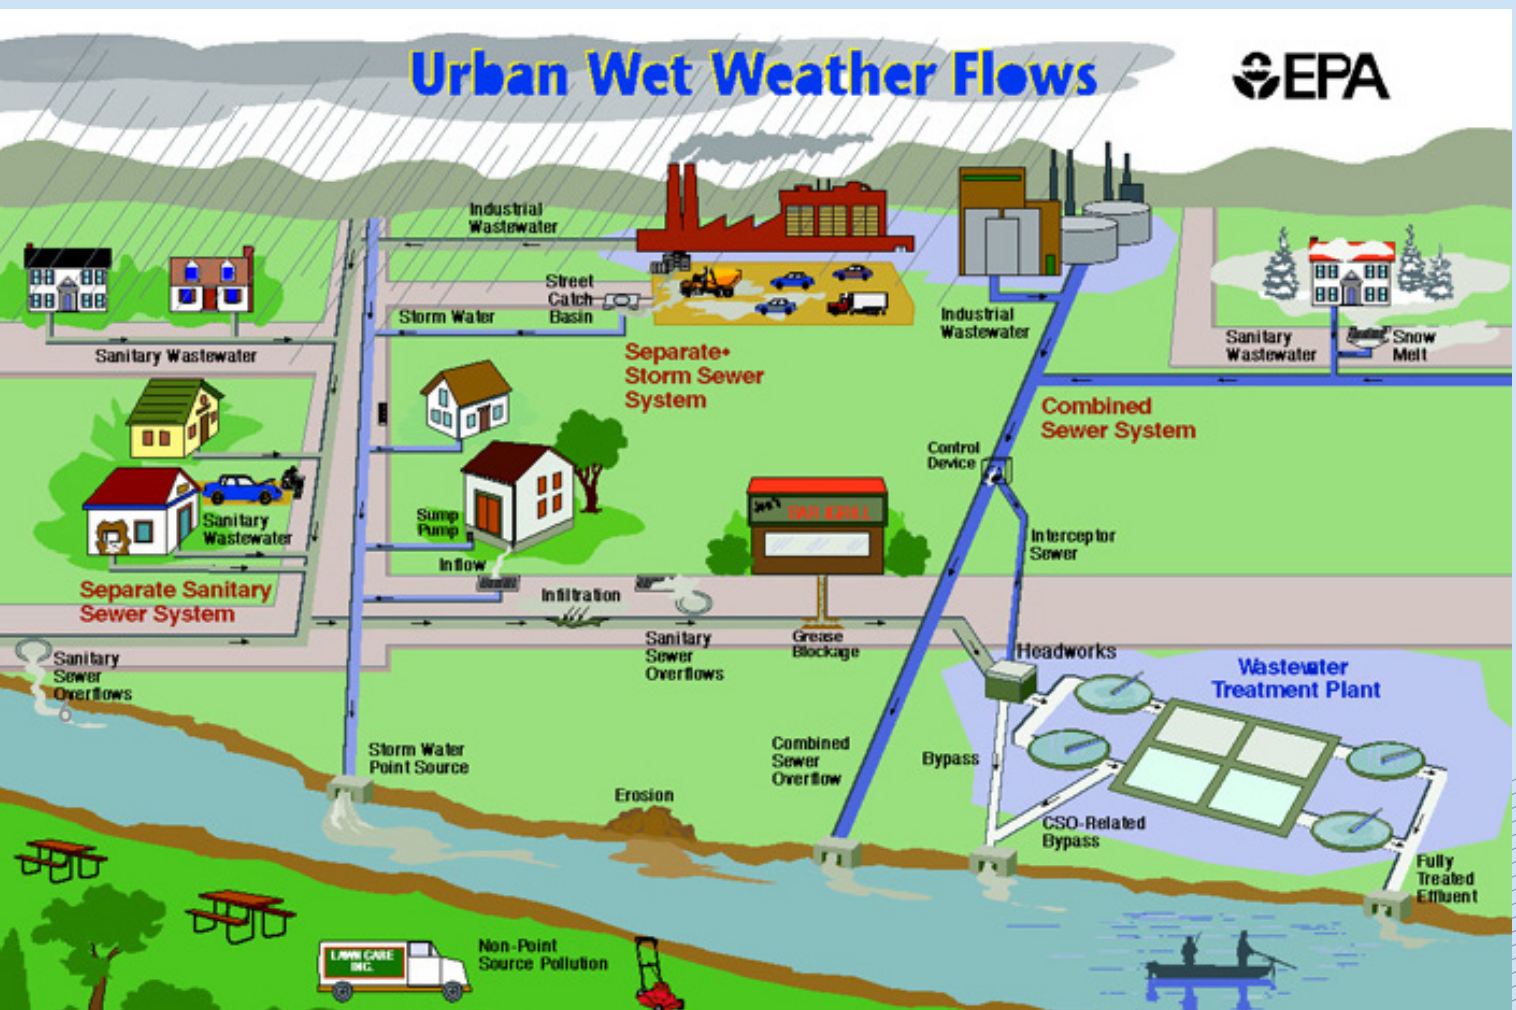 Urban Wet Weather Flows
EPA
Industrial
Wastewater
Street
Catch
Basin
Storm Water
Sanitary Wastewater
Separate•
Storm Sewer
System
Industrial
Wastewater
Sanitary
Wastewater
Snow
Melt
Combined
Sewer System
Control
Device
Sump
Pump
Sanitary
Wastewater
BAR &GRILL
Interceptor
Sewer
Inflow
Infiltration
Separate Sanitary
Sewer System
Sanitary
Sewer
Overflows
Sanitary
Sewer
Overflows
Grease
Blockage
Headworks
Wastewater
Treatment Plant
Storm Water
Point Source
Combined
Sewer
Overflow
Bypass
Erosion
CSO-Related
Bypass
Fully
Treated
Effluent
LAWN CARE
INC.
Non-Point
Source Pollution